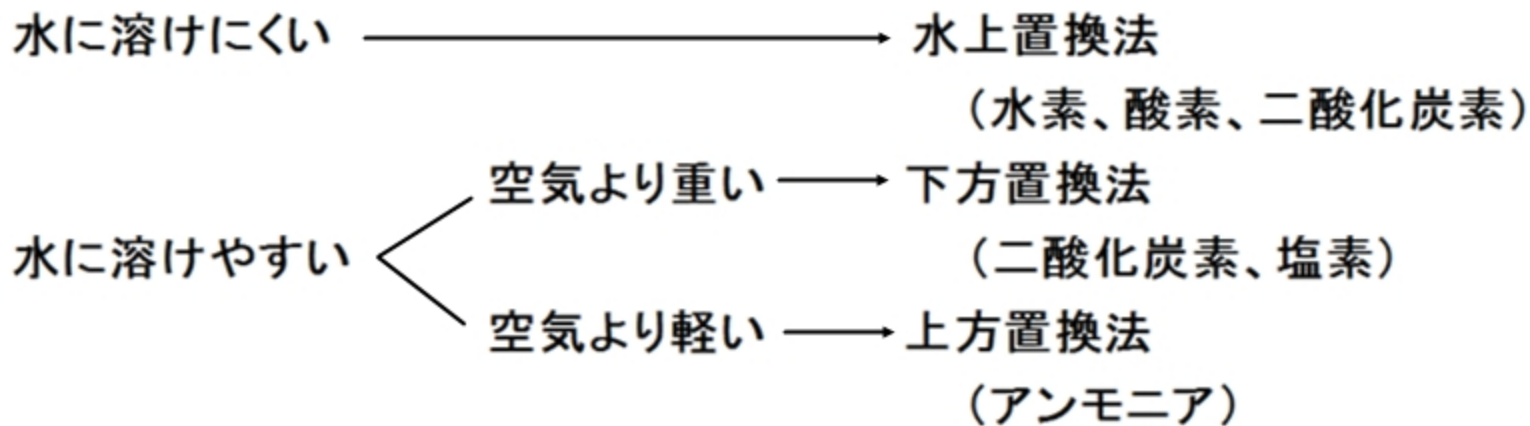 水に溶けにくい 水上置換法
（水素、酸素、二酸化炭素）
空気より重い 下方置換法
水に溶けやすい （二酸化炭素、塩素）
空気より軽い 上方置換法
（アンモニア）